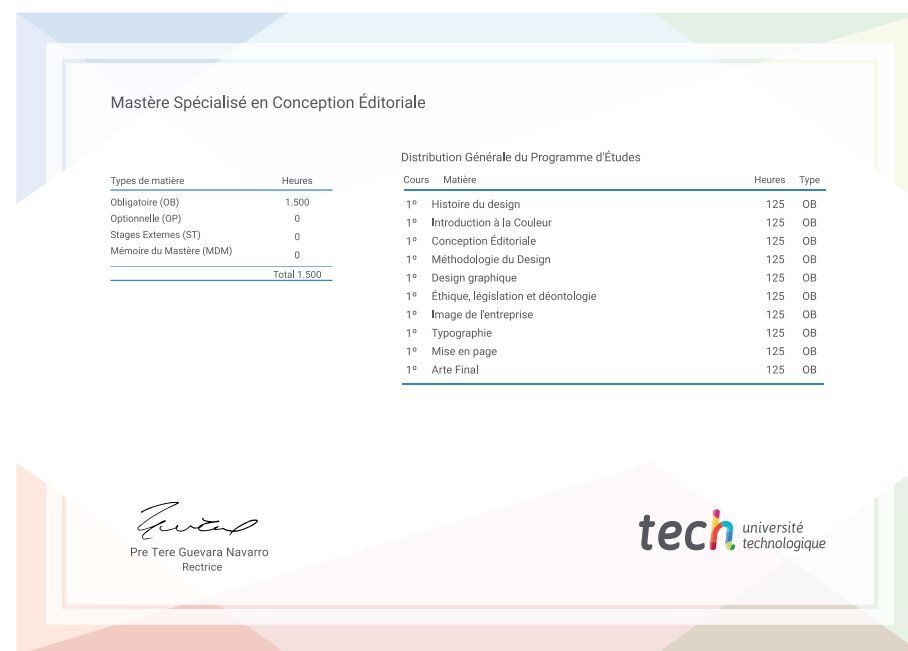 Mastère Spécialisé en Conception Éditoriale
Types de matière Heures
Obligatoire (OB) 1.500
Optionnelle (OP) 0
Stages Externes (ST) 0
Mémoire du Mastère (MDM) 0
Total 1.500
Distribution Générale du Programme d'Études
Cours Matière Heures Type
1º Histoire du design 125 OB
1º Introduction à la Couleur 125 OB
1º Conception Éditoriale 125 OB
1º Méthodologie du Design 125 OB
1º Design graphique 125 OB
1º Éthique, législation et déontologie 125 OB
1º Image de l'entreprise 125 OB
1º Typographie 125 OB
1º Mise en page 125 OB
1º Arte Final 125 OB
Pre Tere Guevara Navarro
Rectrice
tech université
technologique